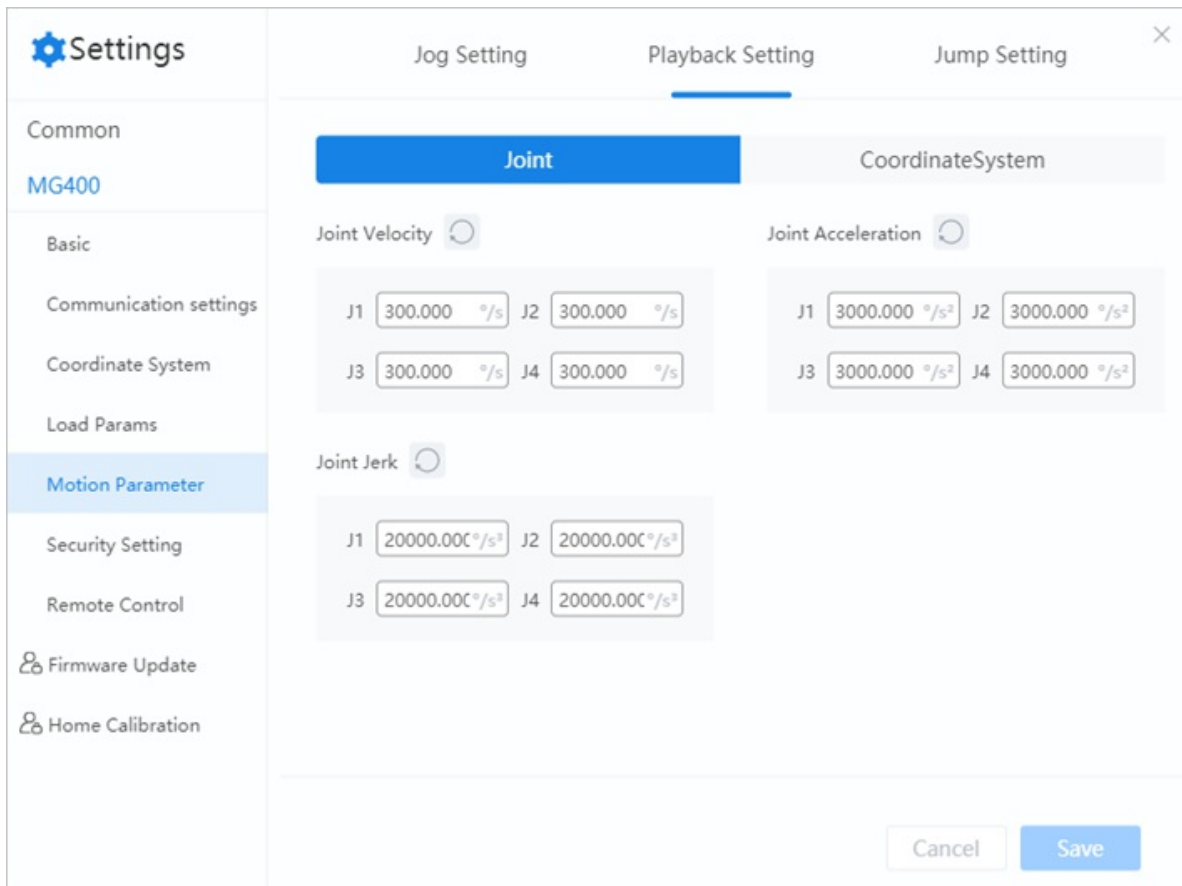 Settings
Jog Setting Playback Setting Jump Setting
Common
MG400
Basic
Communication settings
Coordinate System
Load Params
Motion Parameter
Security Setting
Remote Control
Firmware Update
Home Calibration
Joint CoordinateSystem
Joint Velocity
J1 300.000 °/s J2 300.000 °/s
J3 300.000 °/s J4 300.000 °/s
Joint Acceleration
J1 3000.000 °/s² J2 3000.000 °/s²
J3 3000.000 °/s² J4 3000.000 °/s²
Joint Jerk
J1 20000.000 °/s³ J2 20000.000 °/s³
J3 20000.000 °/s³ J4 20000.000 °/s³
Cancel Save